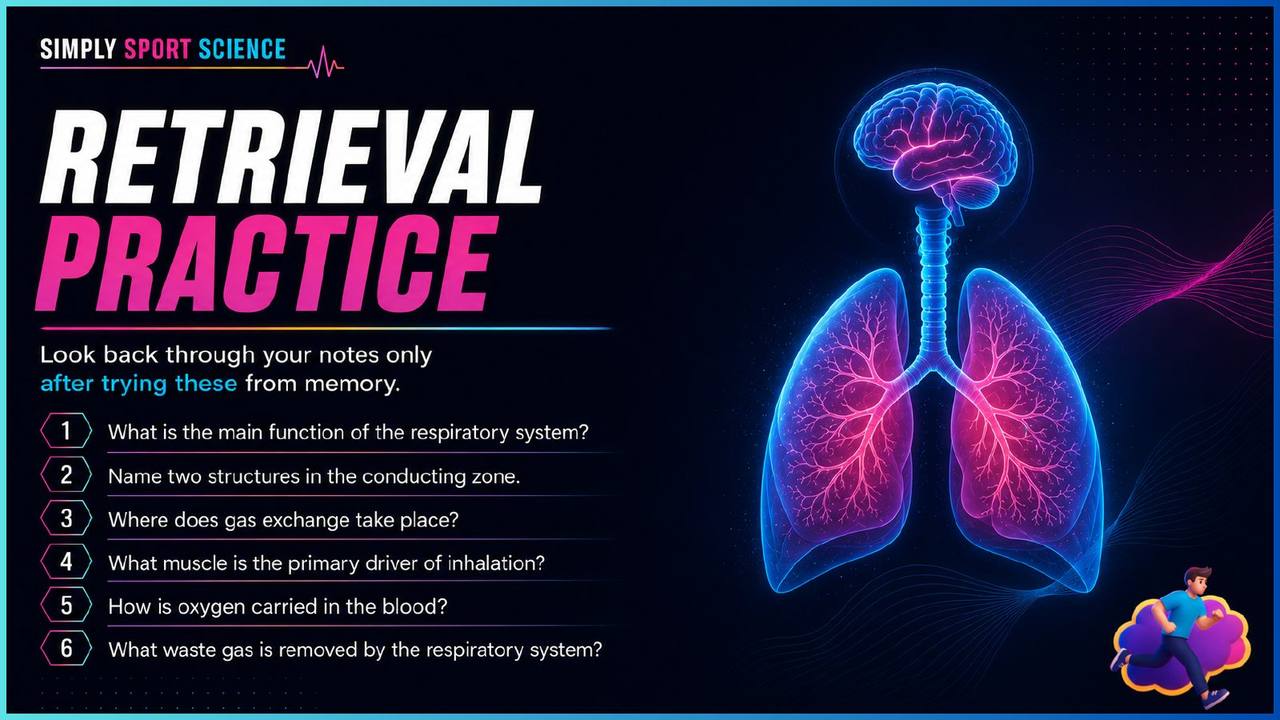 SIMPLY SPORT SCIENCE
RETRIEVAL
PRACTICE
Look back through your notes only
after trying these from memory.
1 What is the main function of the respiratory system?
2 Name two structures in the conducting zone.
3 Where does gas exchange take place?
4 What muscle is the primary driver of inhalation?
5 How is oxygen carried in the blood?
6 What waste gas is removed by the respiratory system?